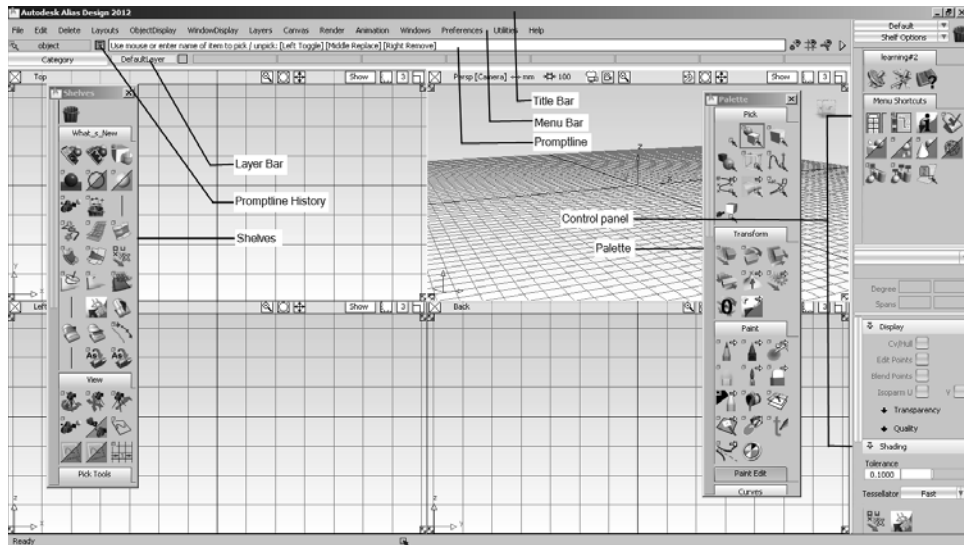 Autodesk Alias Design 2012
File Edit Delete Layouts ObjectDisplay WindowDisplay Layers Canvas Render Animation Windows Preferences Utilities Help
object Use mouse or enter name of item to pick / unpick: [Left Toggle] [Middle Replace] [Right Remove]
Category DefaultLayer
Top Show 3
Persp [Camera] mm 100 Show 3
Shelves
What_s_New
View
Pick Tools
Palette
Pick
Transform
Paint
Paint Edit
Curves
Title Bar
Menu Bar
Promptline
Layer Bar
Promptline History
Shelves
Control panel
Palette
Left Show 3
Back
Default
Shelf Options
learning#2
Menu Shortcuts
Degree
Spans
Display
CV/Hull
Edit Points
Blend Points
Isoparm U V
Transparency
Quality
Shading
Tolerance
0.1000
Tessellator Fast
Ready